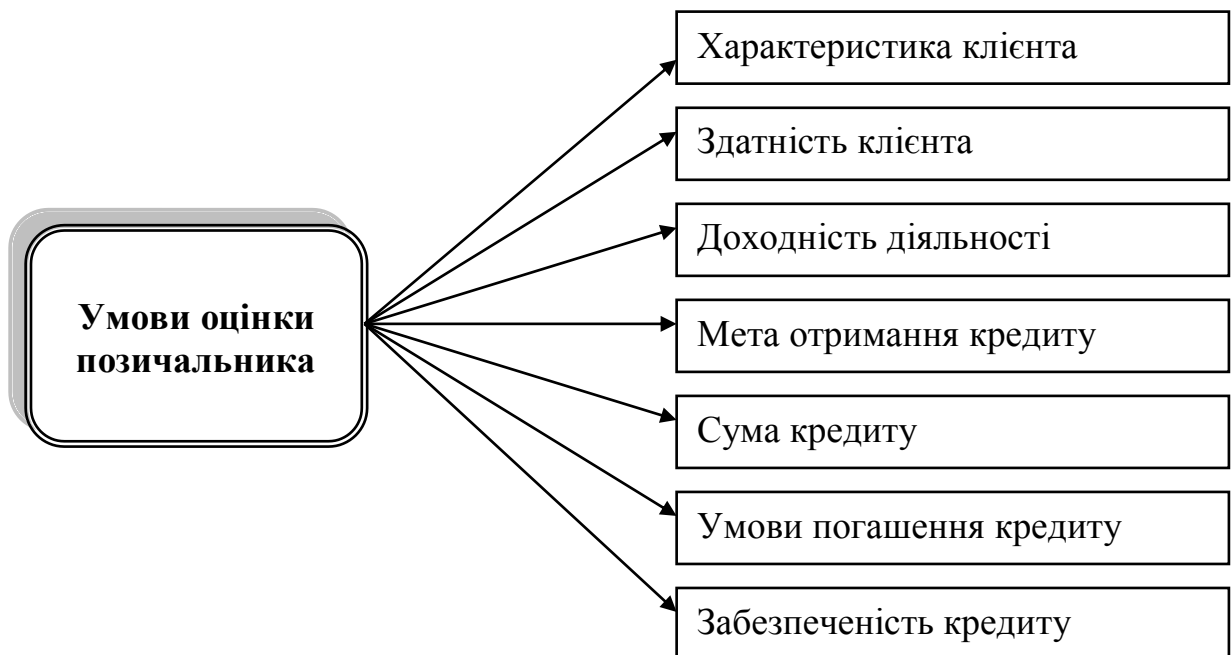 Умови оцінки
позичальника
Характеристика клієнта
Здатність клієнта
Доходність діяльності
Мета отримання кредиту
Сума кредиту
Умови погашення кредиту
Забезпеченість кредиту